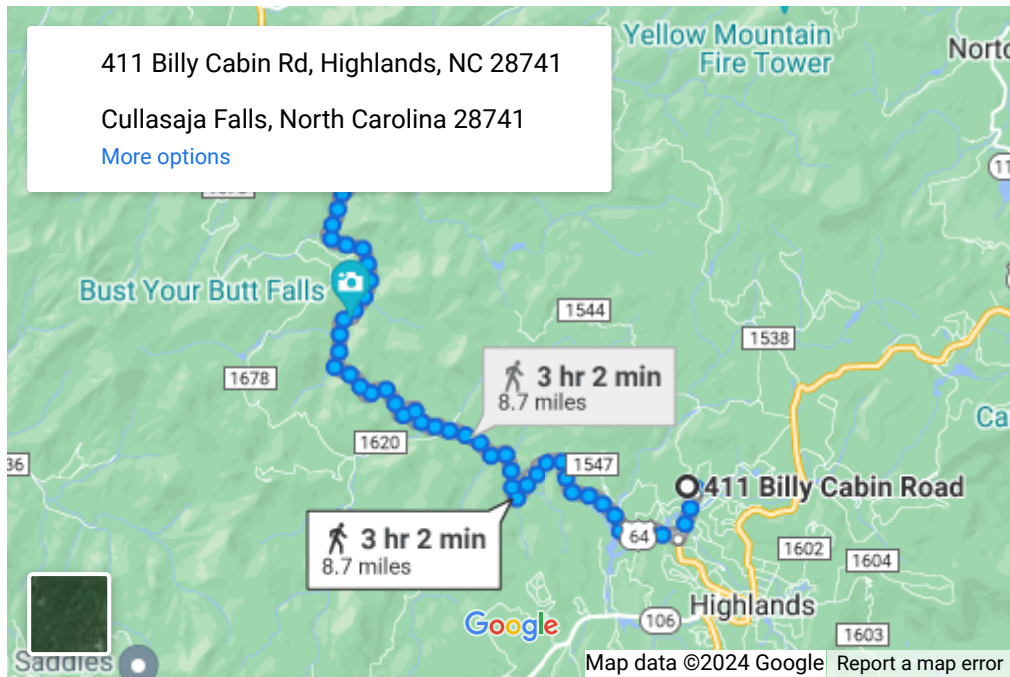 Yellow Mountain
Fire Tower
411 Billy Cabin Rd, Highlands, NC 28741
Cullasaja Falls, North Carolina 28741
More options
Bust Your Butt Falls
1544
1538
1678
3 hr 2 min
8.7 miles
1620
36
1547
411 Billy Cabin Road
3 hr 2 min
8.7 miles
64
1602
1604
Highlands
106
1603
Google
Saddles
Map data ©2024 Google
Report a map error